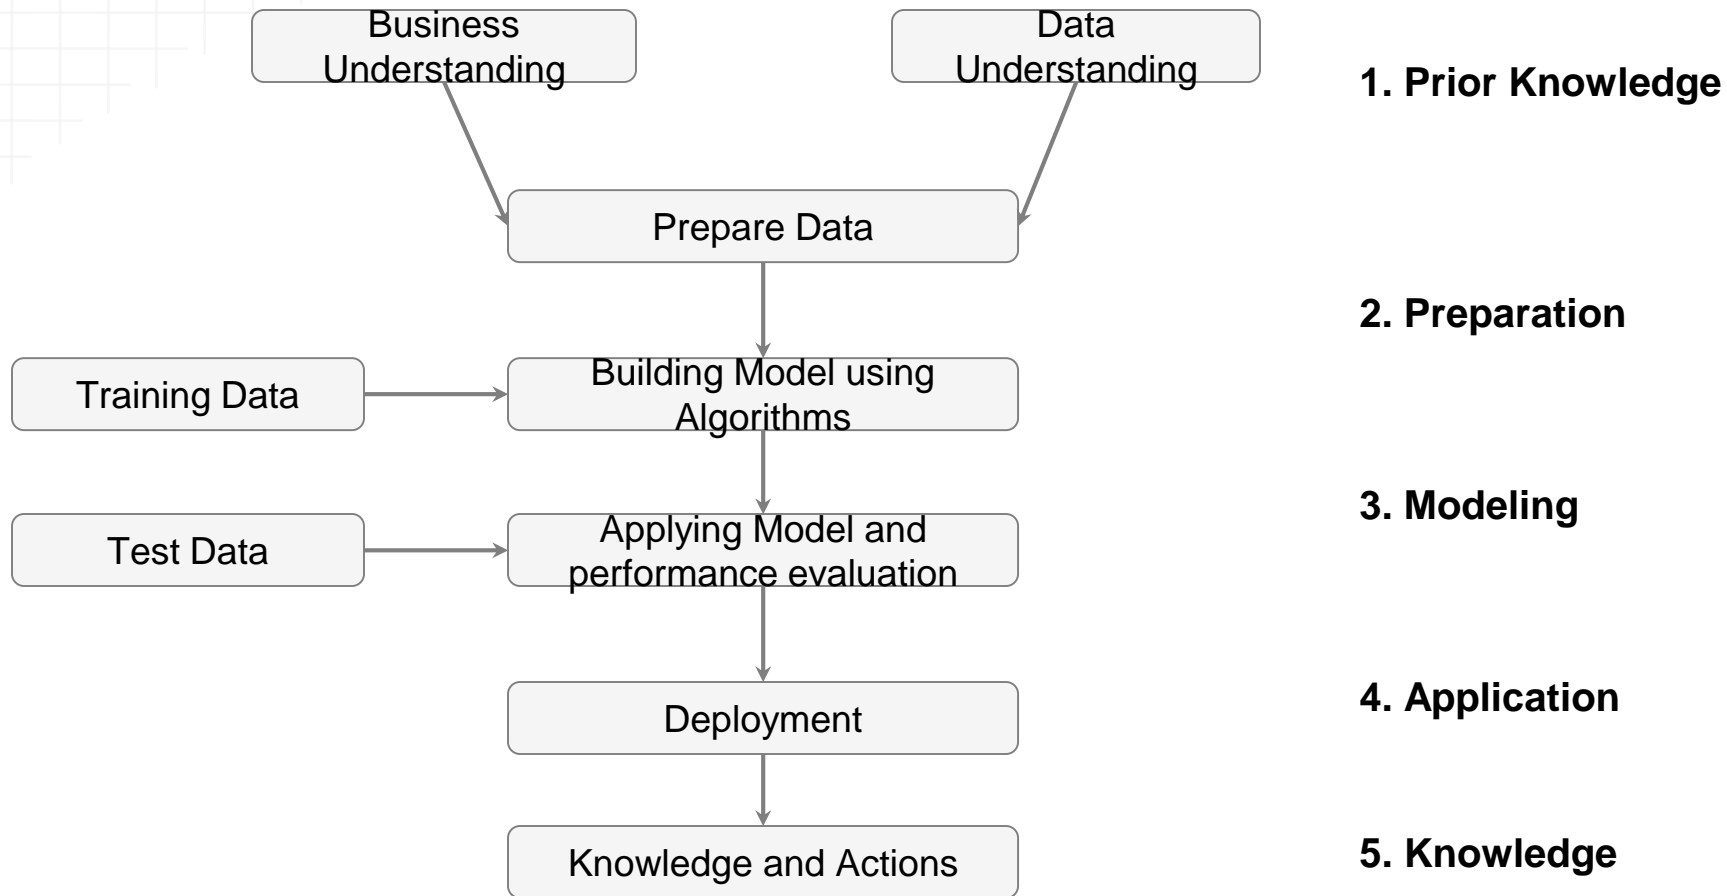 Business
Understanding
Data
Understanding
1. Prior Knowledge
Prepare Data
2. Preparation
Training Data
Building Model using
Algorithms
3. Modeling
Test Data
Applying Model and
performance evaluation
4. Application
Deployment
5. Knowledge
Knowledge and Actions